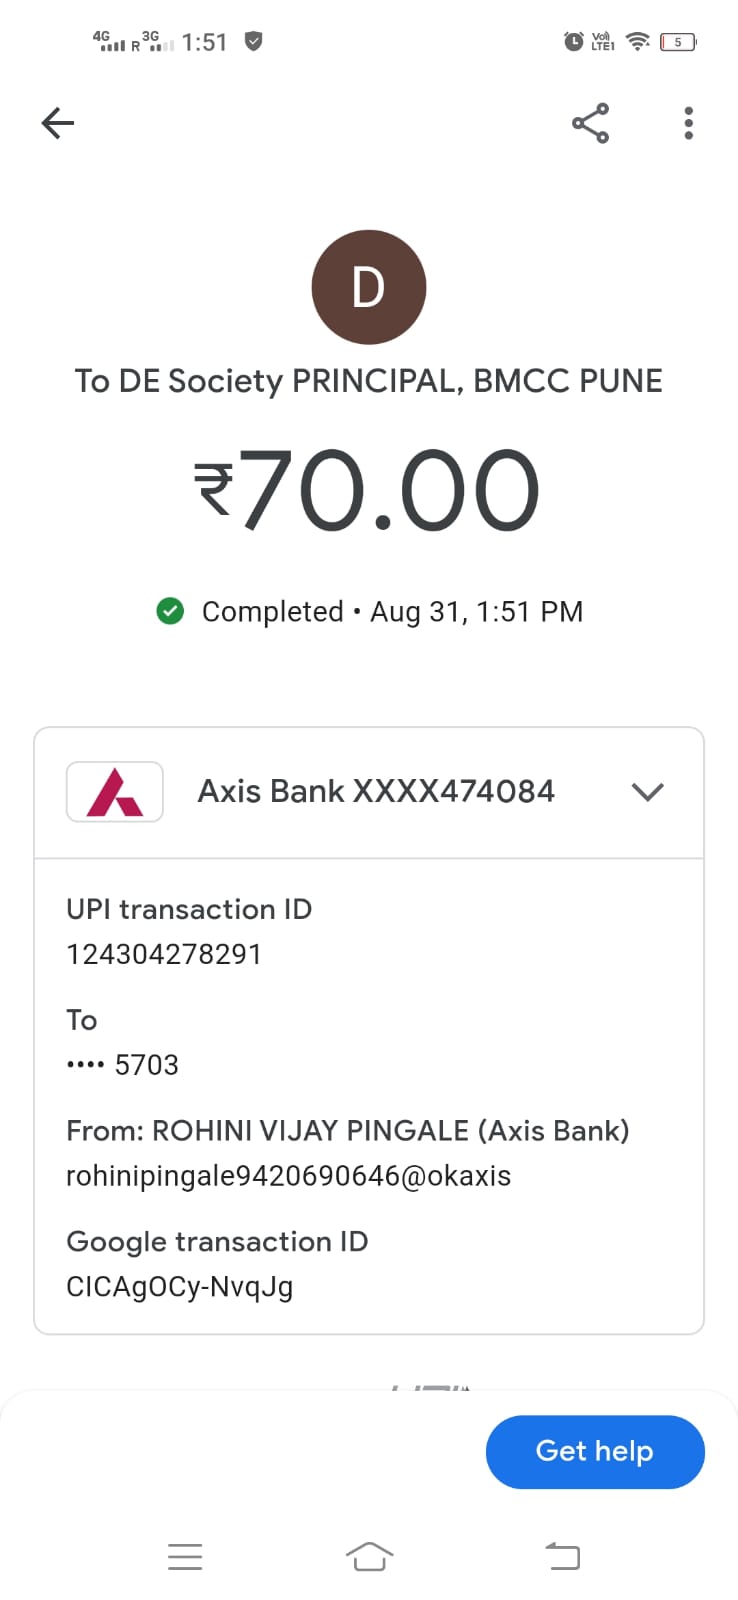 4G R 3G 1:51 Vo) LTE1 5
D
To DE Society PRINCIPAL, BMCC PUNE
₹70.00
Completed • Aug 31, 1:51 PM
Axis Bank XXXX474084
UPI transaction ID
124304278291
To
•••• 5703
From: ROHINI VIJAY PINGALE (Axis Bank)
rohinipingale9420690646@okaxis
Google transaction ID
CICAgOCy-NvqJg
Get help